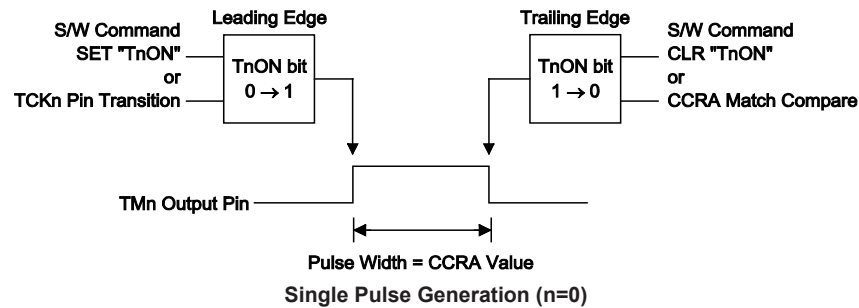 Leading Edge
S/W Command
SET "TnON"
or
TCKn Pin Transition
TnON bit
0 → 1
Trailing Edge
TnON bit
1 → 0
S/W Command
CLR "TnON"
or
CCRA Match Compare
TMn Output Pin
Pulse Width = CCRA Value
Single Pulse Generation (n=0)